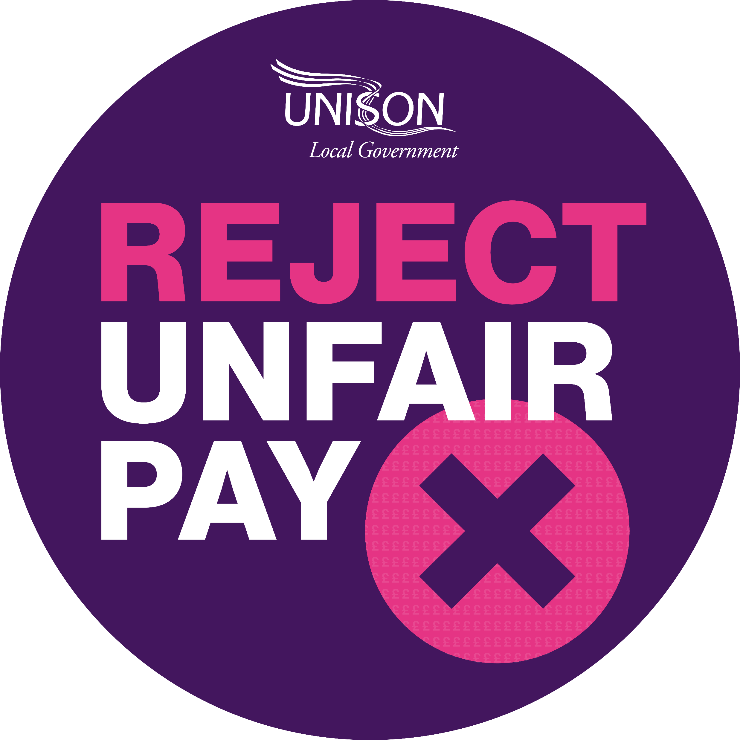 UNISON
Local Government
REJECT
UNFAIR
PAY